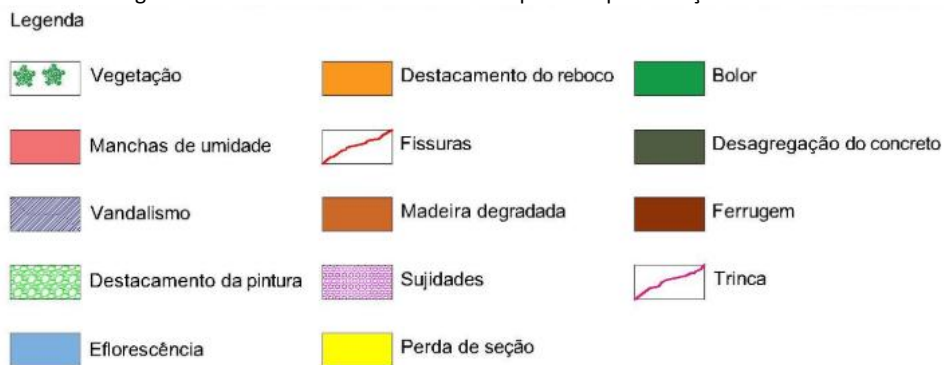 Legenda
Vegetação
Destacamento do reboco
Bolor
Manchas de umidade
Fissuras
Desagregação do concreto
Vandalismo
Madeira degradada
Ferrugem
Destacamento da pintura
Sujidades
Trinca
Eflorescência
Perda de seção